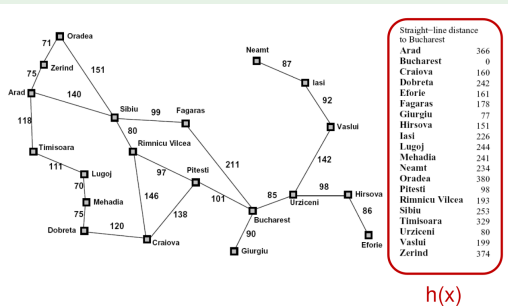 Oradea
71
Neamt
87
Zerind
151
75
Iasi
Arad
140
92
Sibiu
99
Fagaras
118
80
Vaslui
Rimnicu Vilcea
Timisoara
111
Lugoj
97
Pitesti
211
142
70
98
Hirsova
Mehadia
146
101
85
Urziceni
75
138
86
120
Bucharest
Dobreta
90
Craiova
Eforie
Giurgiu
Straight−line distance
to Bucharest
Arad 366
Bucharest 0
Craiova 160
Dobreta 242
Eforie 161
Fagaras 178
Giurgiu 77
Hirsova 151
Iasi 226
Lugoj 244
Mehadia 241
Neamt 234
Oradea 380
Pitesti 98
Rimnicu Vilcea 193
Sibiu 253
Timisoara 329
Urziceni 80
Vaslui 199
Zerind 374
h(x)